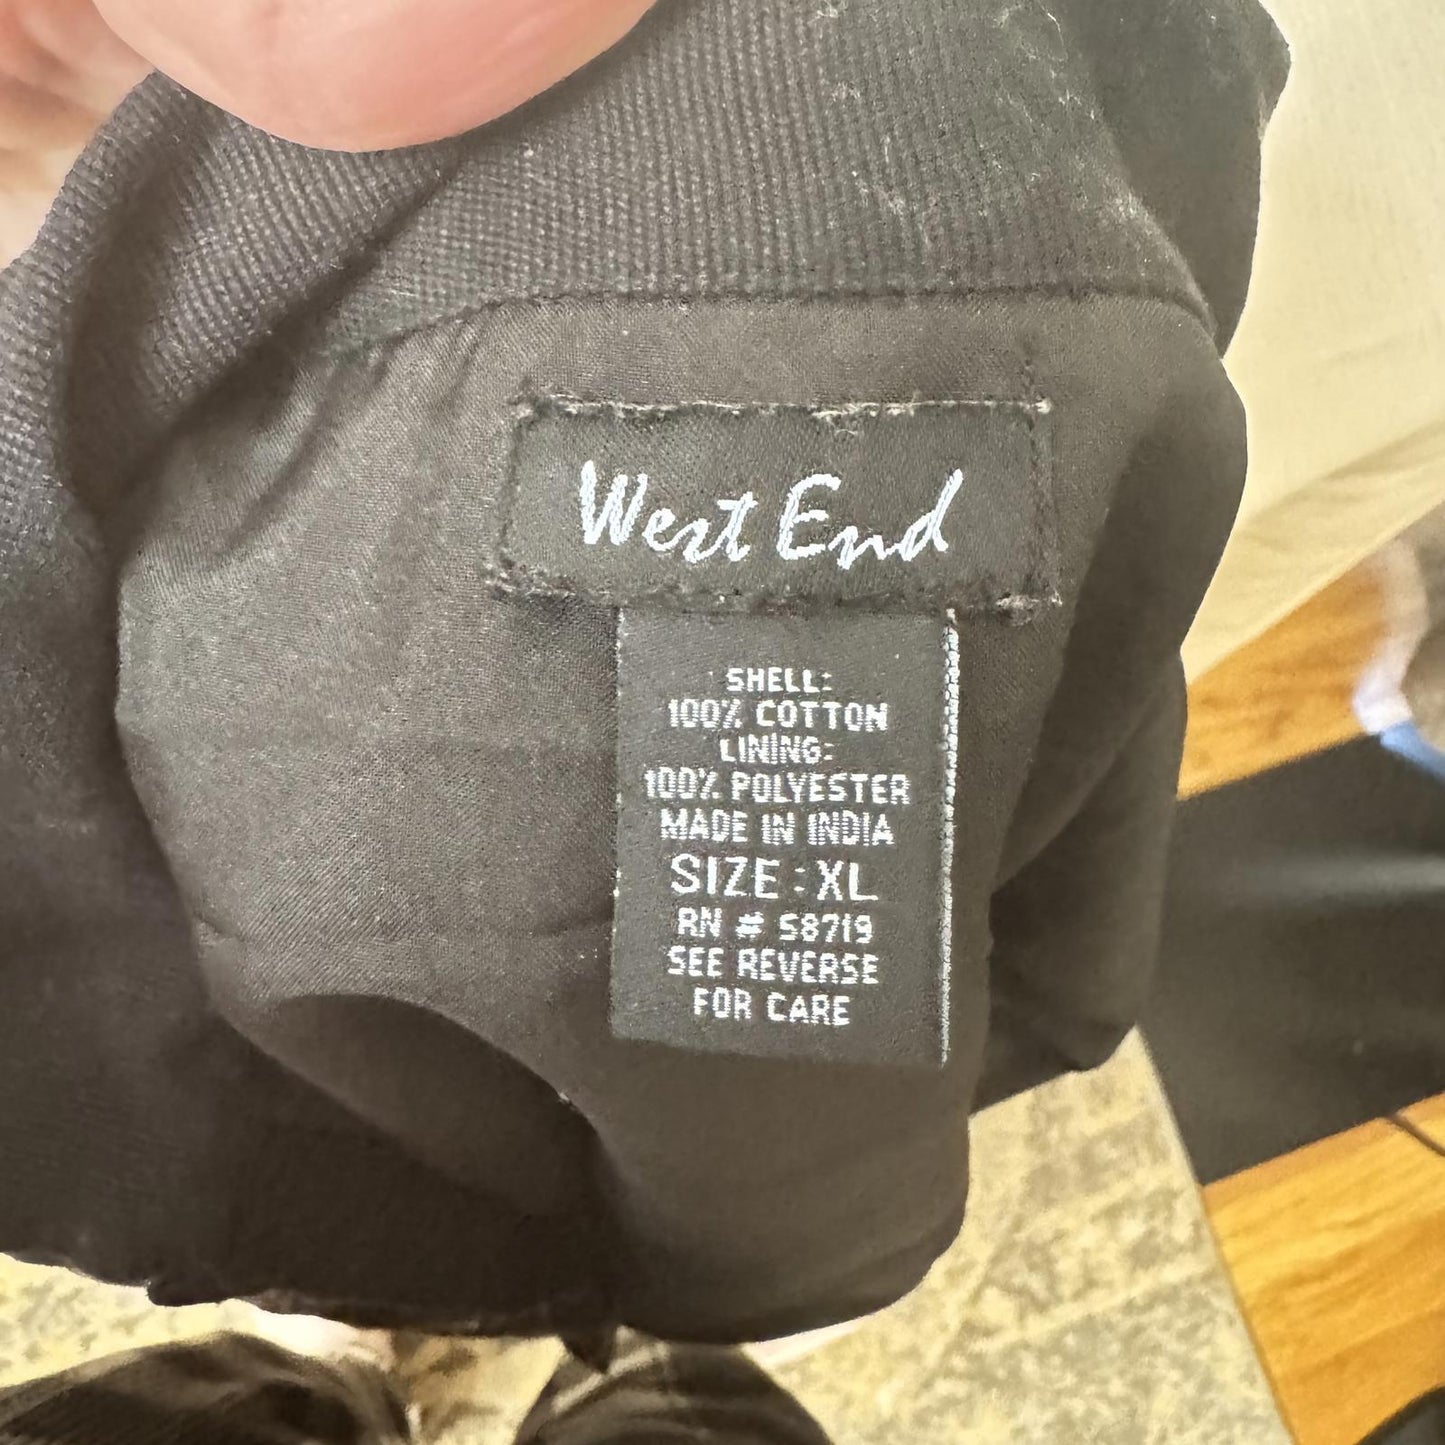 West End
SHELL:
100% COTTON
LINING:
100% POLYESTER
MADE IN INDIA
SIZE : XL
RN # 58719
SEE REVERSE
FOR CARE